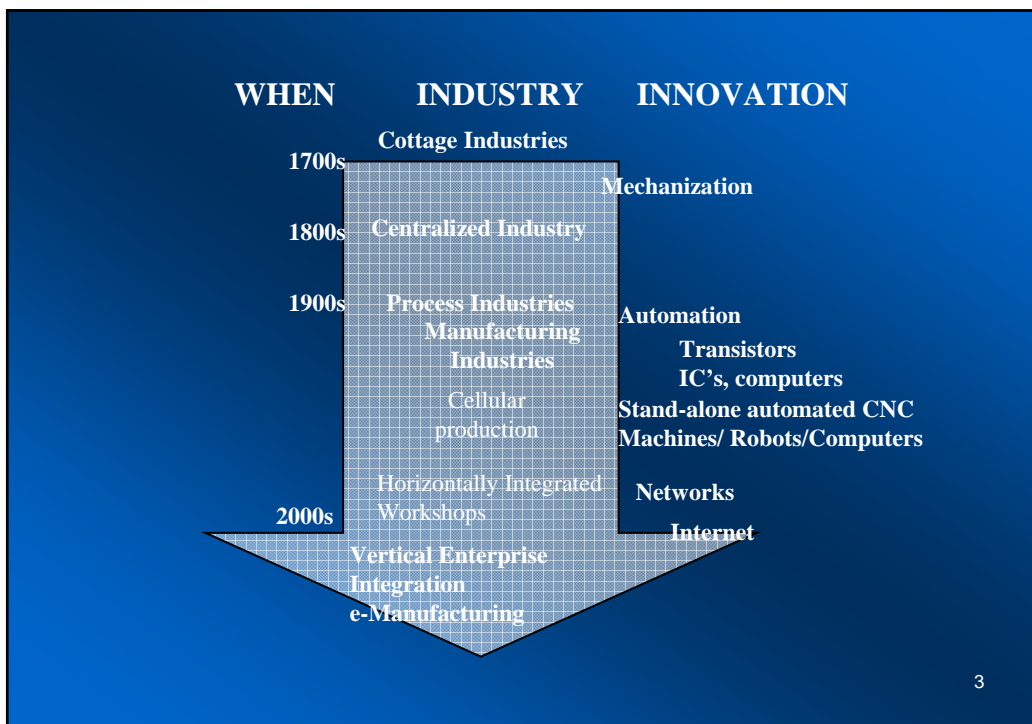 WHEN INDUSTRY INNOVATION
Cottage Industries
1700s
Mechanization
1800s
Centralized Industry
1900s
Process Industries
Manufacturing
Industries
Automation
Transistors
IC's, computers
Cellular
production
Stand-alone automated CNC
Machines/ Robots/Computers
Horizontally Integrated
Workshops
Networks
2000s
Internet
Vertical Enterprise
Integration
e-Manufacturing
3